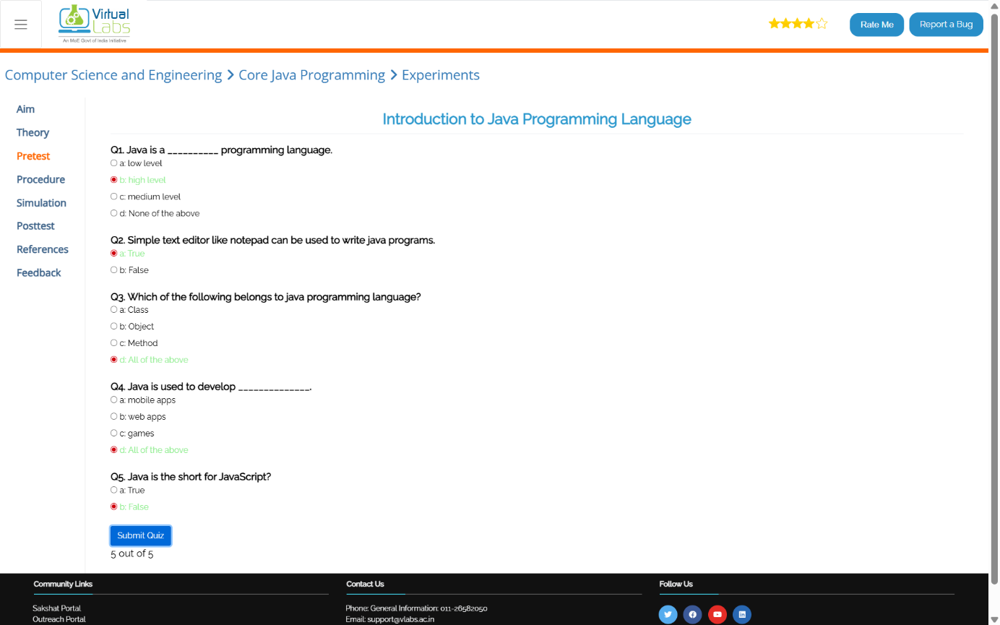 Virtual
Labs
An MoE Govt of India Initiative
Rate Me
Report a Bug
Computer Science and Engineering
Core Java Programming
Experiments
Aim
Theory
Pretest
Procedure
Simulation
Posttest
References
Feedback
Introduction to Java Programming Language
Q1. Java is a __________ programming language.
a: low level
b: high level
c: medium level
d: None of the above
Q2. Simple text editor like notepad can be used to write java programs.
a: True
b: False
Q3. Which of the following belongs to java programming language?
a: Class
b: Object
c: Method
d: All of the above
Q4. Java is used to develop ______________.
a: mobile apps
b: web apps
c: games
d: All of the above
Q5. Java is the short for JavaScript?
a: True
b: False
Submit Quiz
5 out of 5
Community Links
Sakshat Portal
Outreach Portal
Contact Us
Phone: General Information: 011-26582050
Email: support@vlabs.ac.in
Follow Us